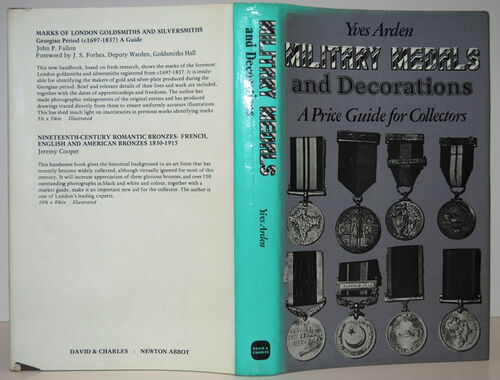 MARKS OF LONDON GOLDSMITHS AND SILVERSMITHS
Georgian Period (c1697-1837) A Guide
John P. Fallon
Foreword by J. S. Forbes, Deputy Warden, Goldsmiths Hall
This new handbook, based on fresh research, shows the marks of the foremost
London goldsmiths and silversmiths registered from c1697-1837. It is invalu-
able for identifying the makers of gold and silver plate produced during the
Georgian period. Brief and relevant details of their lives and work are included,
together with the dates of apprenticeships and freedoms. The author has
made photographic enlargements of the original entries and has produced
drawings traced directly from these to ensure uniformly accurate illustrations.
This has shed much light on inaccuracies in previous works identifying marks.
Illustrated
NINETEENTH-CENTURY ROMANTIC BRONZES: FRENCH,
ENGLISH AND AMERICAN BRONZES 1830-1915
Jeremy Cooper
This handsome book gives the historical background to an art form that has
recently become widely collected, although virtually ignored for most of this
century. It will increase appreciation of these glorious bronzes, and over 150
outstanding photographs in black and white and colour, together with a
market guide, make it an important new aid for the collector. The author is
one of London's leading experts.
Illustrated
DAVID & CHARLES : NEWTON ABBOT
MILITARY MEDALS
and Decorations
Yves Arden
DAVID &
CHARLES
Yves Arden
MILITARY MEDALS
and Decorations
A Price Guide for Collectors